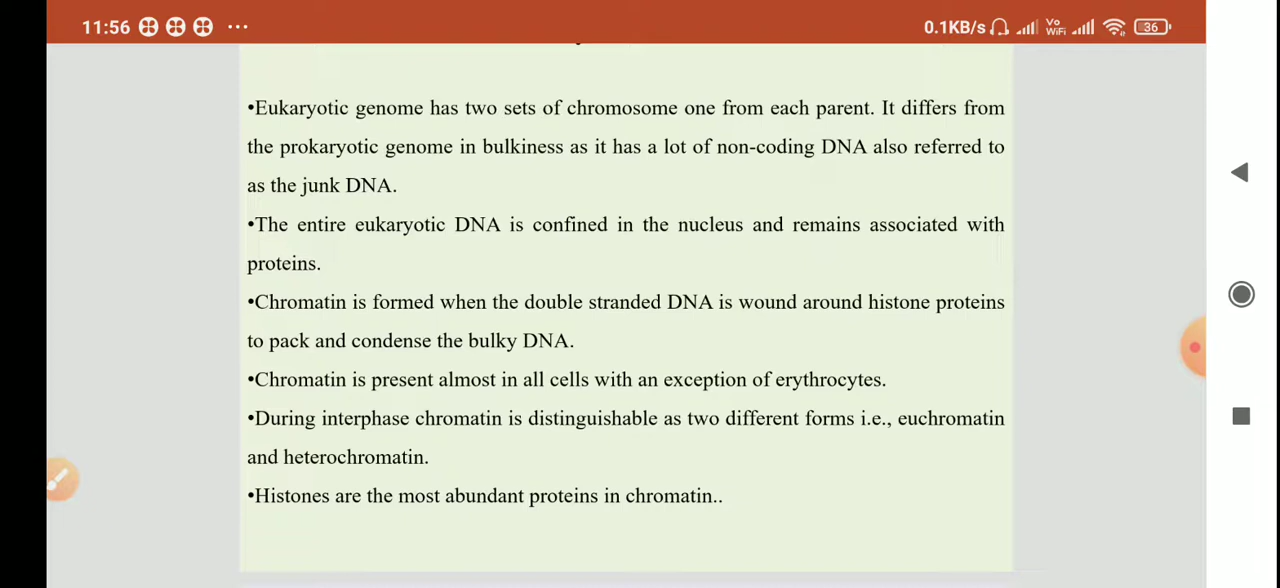 11:56 ... 0.1KB/s Vo WiFi 36
•Eukaryotic genome has two sets of chromosome one from each parent. It differs from
the prokaryotic genome in bulkiness as it has a lot of non-coding DNA also referred to
as the junk DNA.
•The entire eukaryotic DNA is confined in the nucleus and remains associated with
proteins.
•Chromatin is formed when the double stranded DNA is wound around histone proteins
to pack and condense the bulky DNA.
•Chromatin is present almost in all cells with an exception of erythrocytes.
•During interphase chromatin is distinguishable as two different forms i.e., euchromatin
and heterochromatin.
•Histones are the most abundant proteins in chromatin..